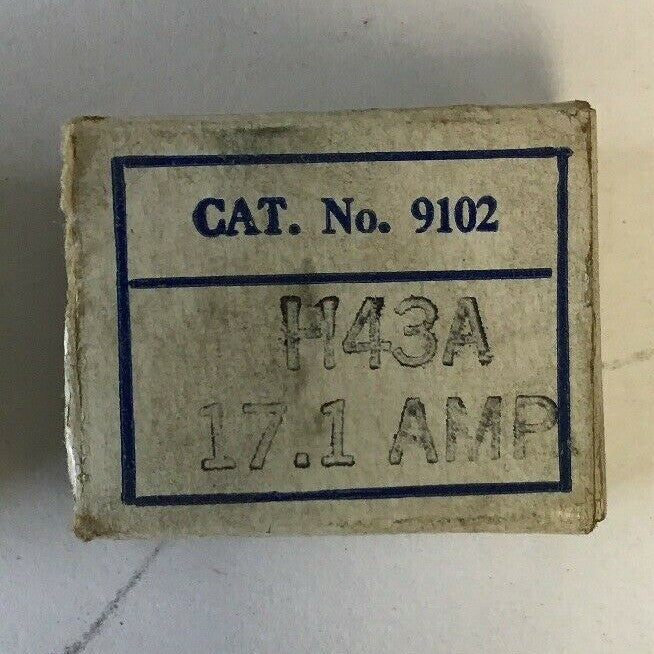 CAT. No. 9102
H43A
17.1 AMP.